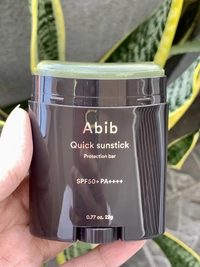 Abib
Quick sunstick
Protection bar
SPF50+ PA++++
0.77 oz. 22g